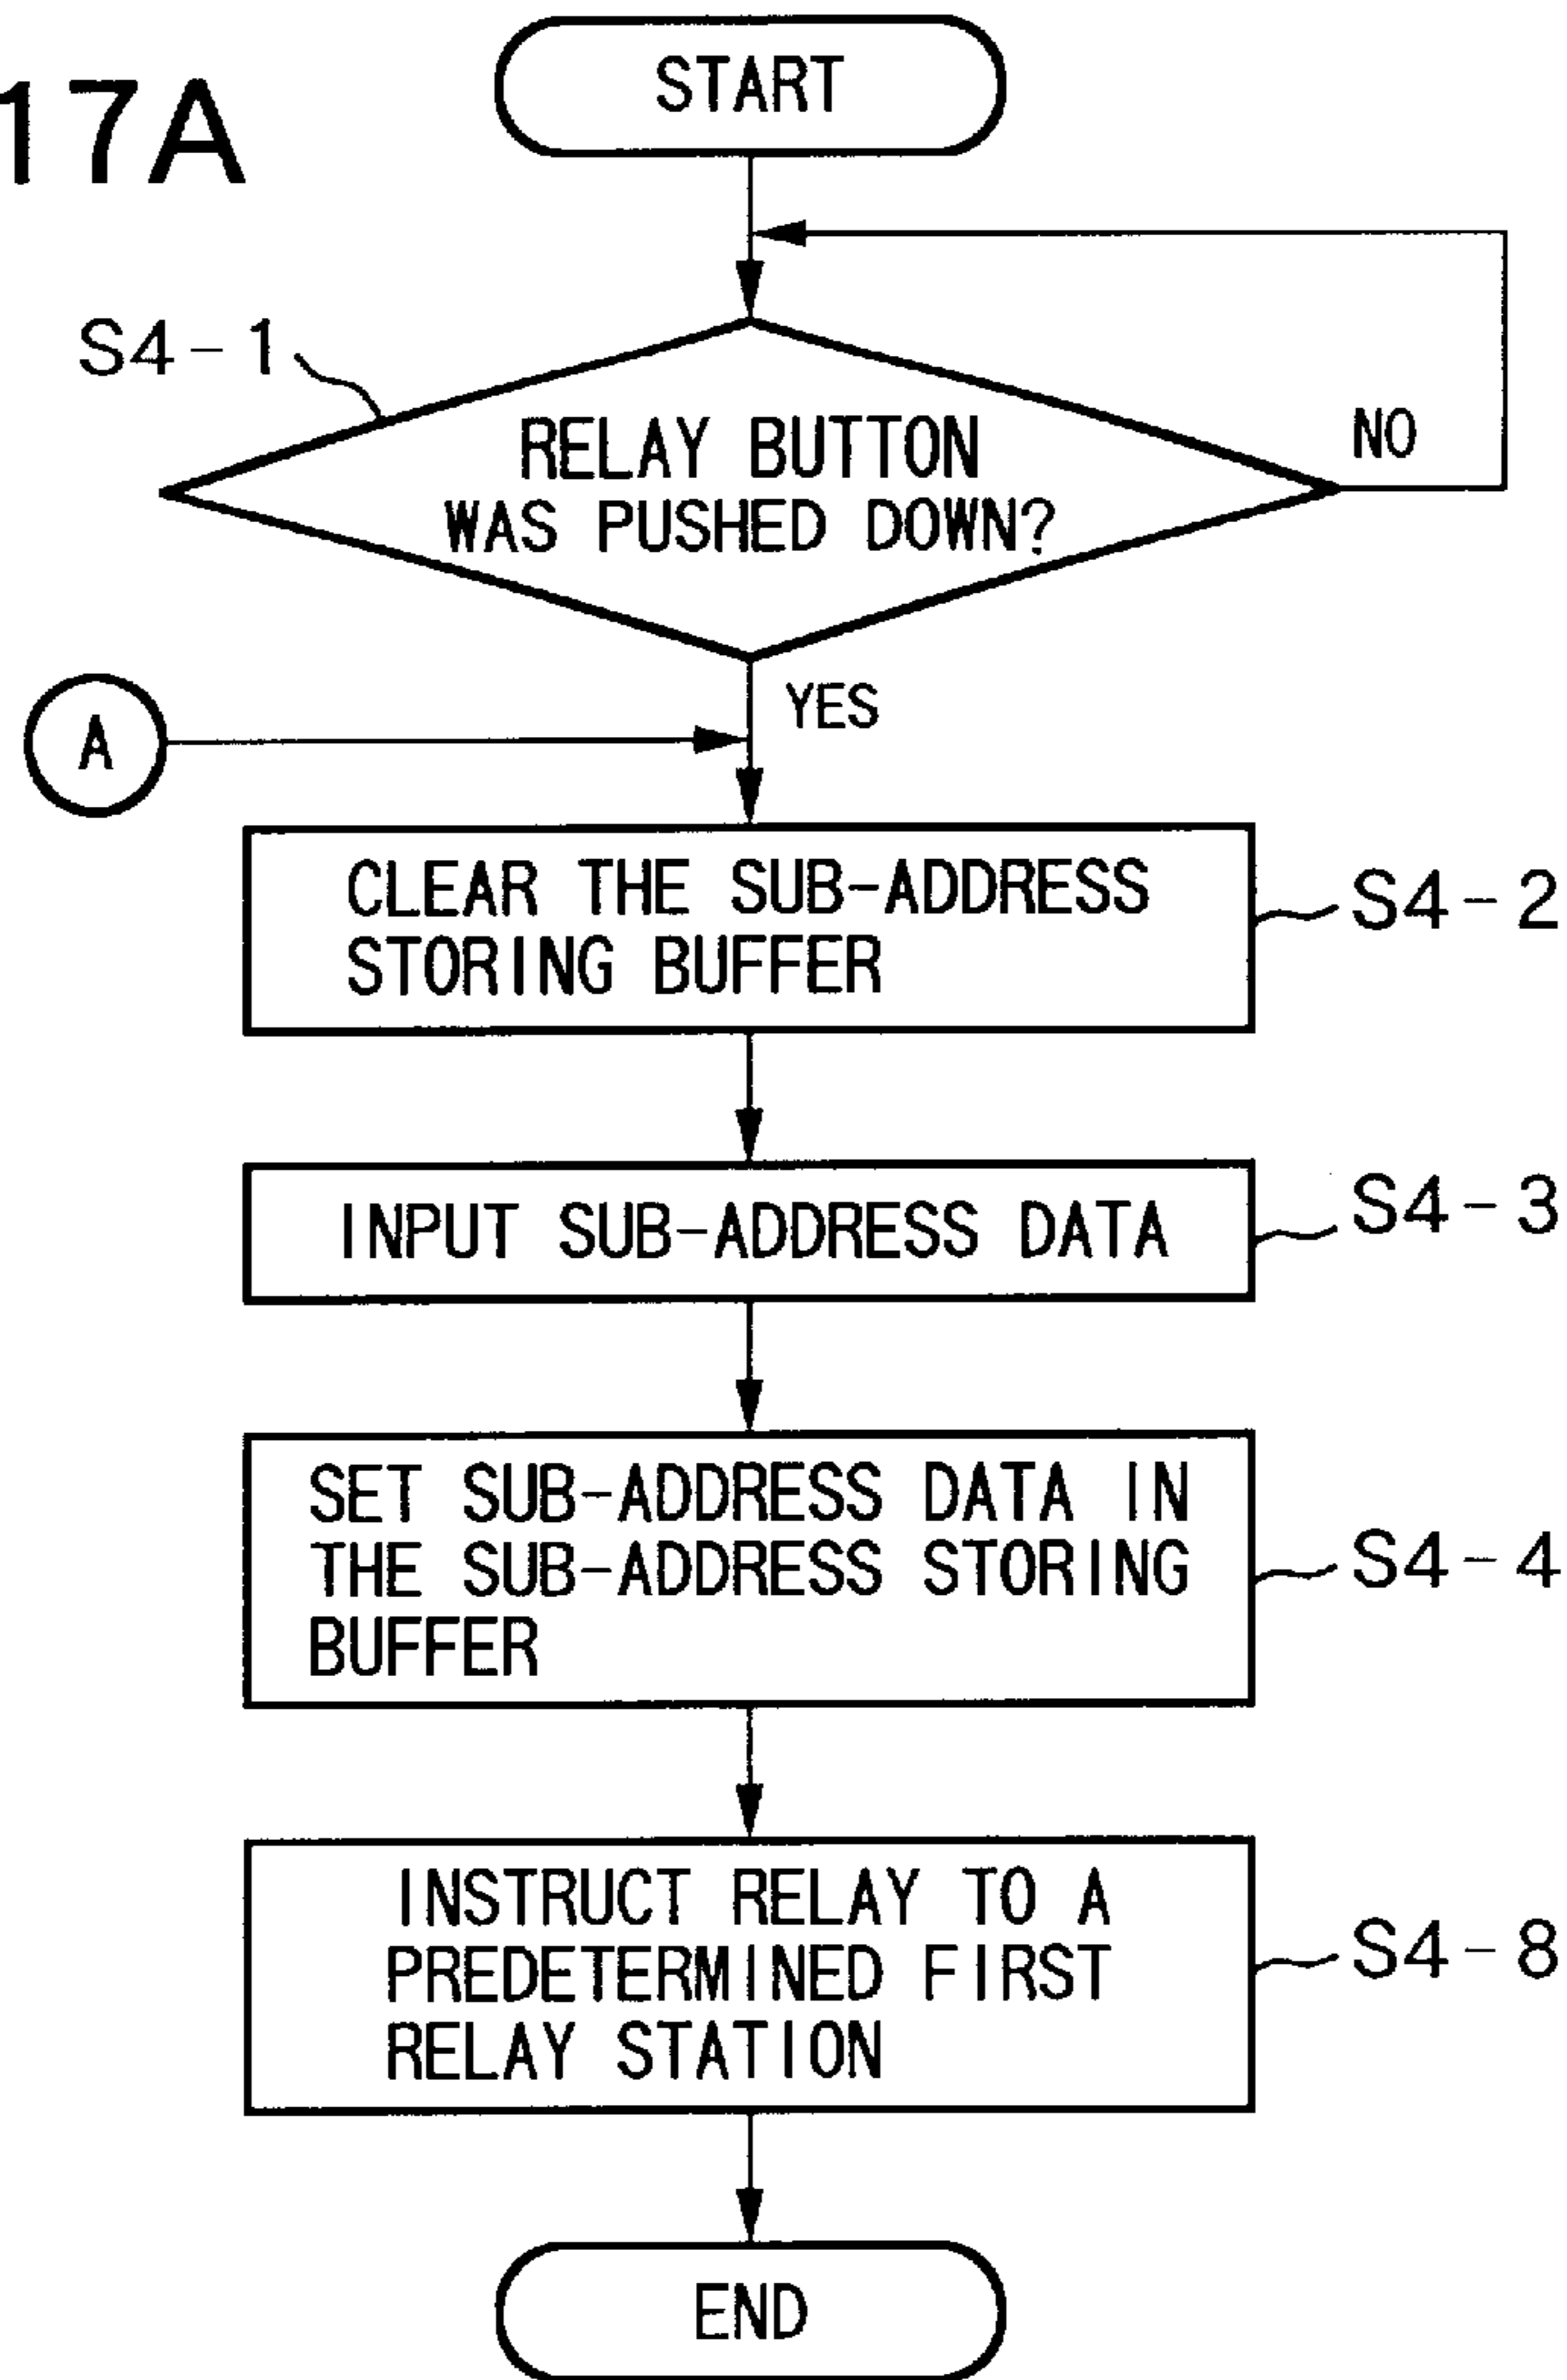 17A
START
S4-1
RELAY BUTTON
WAS PUSHED DOWN?
NO
YES
A
CLEAR THE SUB-ADDRESS
STORING BUFFER
S4-2
INPUT SUB-ADDRESS DATA
S4-3
SET SUB-ADDRESS DATA IN
THE SUB-ADDRESS STORING
BUFFER
S4-4
INSTRUCT RELAY TO A
PREDETERMINED FIRST
RELAY STATION
S4-8
END